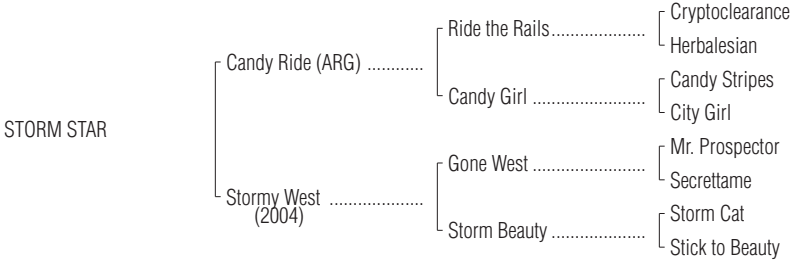 Cryptoclearance
Ride the Rails....................
Herbalesian
Candy Ride (ARG) ............
Candy Stripes
Candy Girl ........................
City Girl
STORM STAR
Mr. Prospector
Gone West ........................
Secrettame
Stormy West ....................
(2004)
Storm Cat
Storm Beauty ....................
Stick to Beauty